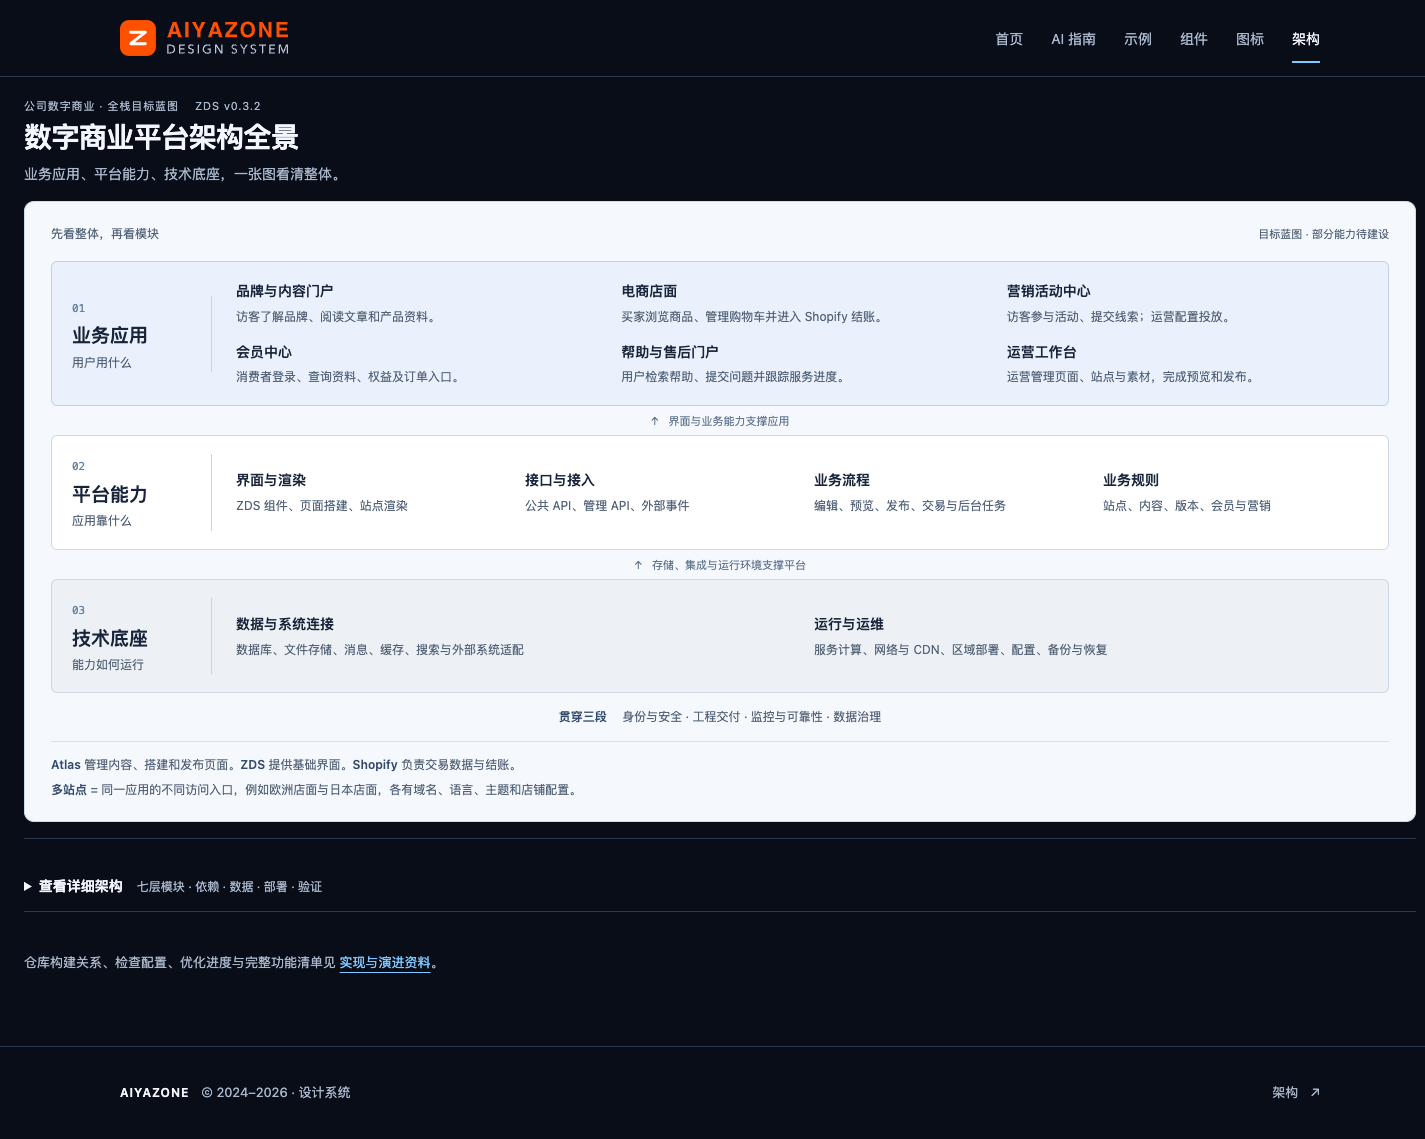 AIYAZONE
DESIGN SYSTEM
首页 AI 指南 示例 组件 图标 架构
公司数字商业 · 全栈目标蓝图 ZDS v0.3.2
数字商业平台架构全景
业务应用、平台能力、技术底座，一张图看清整体。
先看整体，再看模块 目标蓝图 · 部分能力待建设
01
业务应用
用户用什么
品牌与内容门户
访客了解品牌、阅读文章和产品资料。
电商店面
买家浏览商品、管理购物车并进入 Shopify 结账。
营销活动中心
访客参与活动、提交线索；运营配置投放。
会员中心
消费者登录、查询资料、权益及订单入口。
帮助与售后门户
用户检索帮助、提交问题并跟踪服务进度。
运营工作台
运营管理页面、站点与素材，完成预览和发布。
↑ 界面与业务能力支撑应用
02
平台能力
应用靠什么
界面与渲染
ZDS 组件、页面搭建、站点渲染
接口与接入
公共 API、管理 API、外部事件
业务流程
编辑、预览、发布、交易与后台任务
业务规则
站点、内容、版本、会员与营销
↑ 存储、集成与运行环境支撑平台
03
技术底座
能力如何运行
数据与系统连接
数据库、文件存储、消息、缓存、搜索与外部系统适配
运行与运维
服务计算、网络与 CDN、区域部署、配置、备份与恢复
贯穿三段 身份与安全 · 工程交付 · 监控与可靠性 · 数据治理
Atlas 管理内容、搭建和发布页面。ZDS 提供基础界面。Shopify 负责交易数据与结账。
多站点 = 同一应用的不同访问入口，例如欧洲店面与日本店面，各有域名、语言、主题和店铺配置。
▶ 查看详细架构 七层模块 · 依赖 · 数据 · 部署 · 验证
仓库构建关系、检查配置、优化进度与完整功能清单见 实现与演进资料。
AIYAZONE © 2024–2026 · 设计系统 架构 ↗